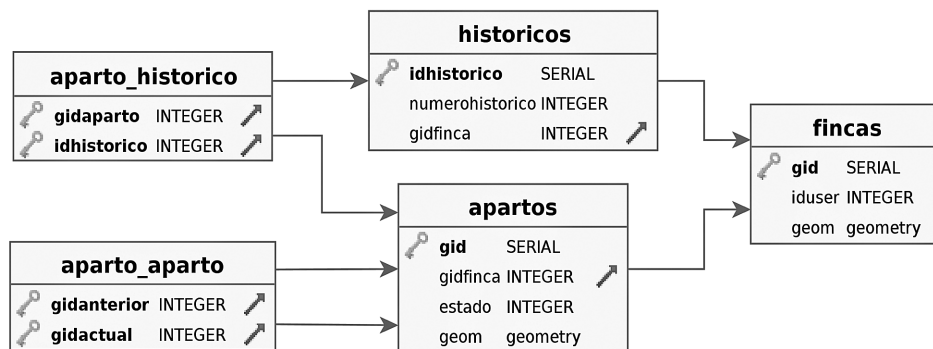 aparto_historico
gidaparto INTEGER
idhistorico INTEGER
historicos
idhistorico SERIAL
numerohistorico INTEGER
gidfinca INTEGER
fincas
gid SERIAL
iduser INTEGER
geom geometry
apartos
gid SERIAL
gidfinca INTEGER
estado INTEGER
geom geometry
aparto_aparto
gidanterior INTEGER
gidactual INTEGER